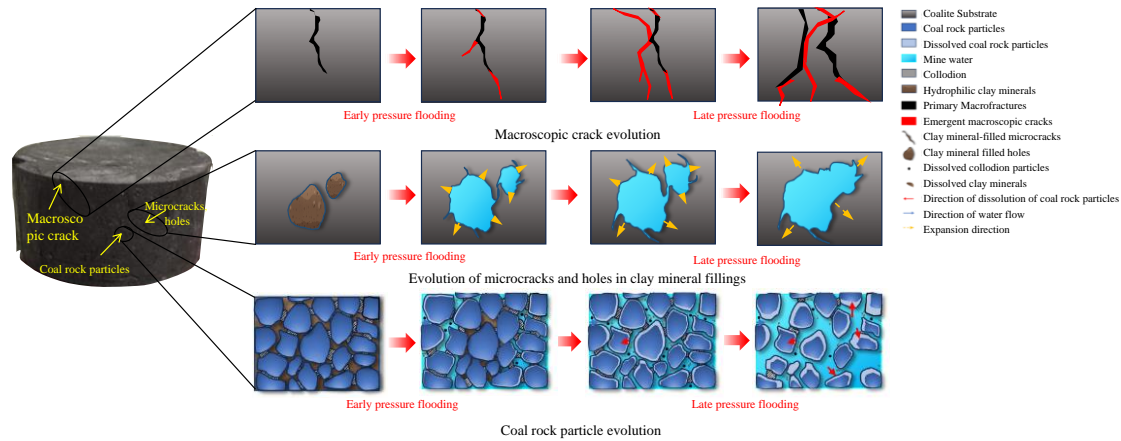 Early pressure flooding
Late pressure flooding
Macroscopic crack evolution
Macrosco
pic crack
Microcracks
holes
Coal rock particles
Early pressure flooding
Late pressure flooding
Evolution of microcracks and holes in clay mineral fillings
Early pressure flooding
Late pressure flooding
Coal rock particle evolution
Coalite Substrate
Coal rock particles
Dissolved coal rock particles
Mine water
Collodion
Hydrophilic clay minerals
Primary Macrofractures
Emergent macroscopic cracks
Clay mineral-filled microcracks
Clay mineral filled holes
Dissolved collodion particles
Dissolved clay minerals
Direction of dissolution of coal rock particles
Direction of water flow
Expansion direction